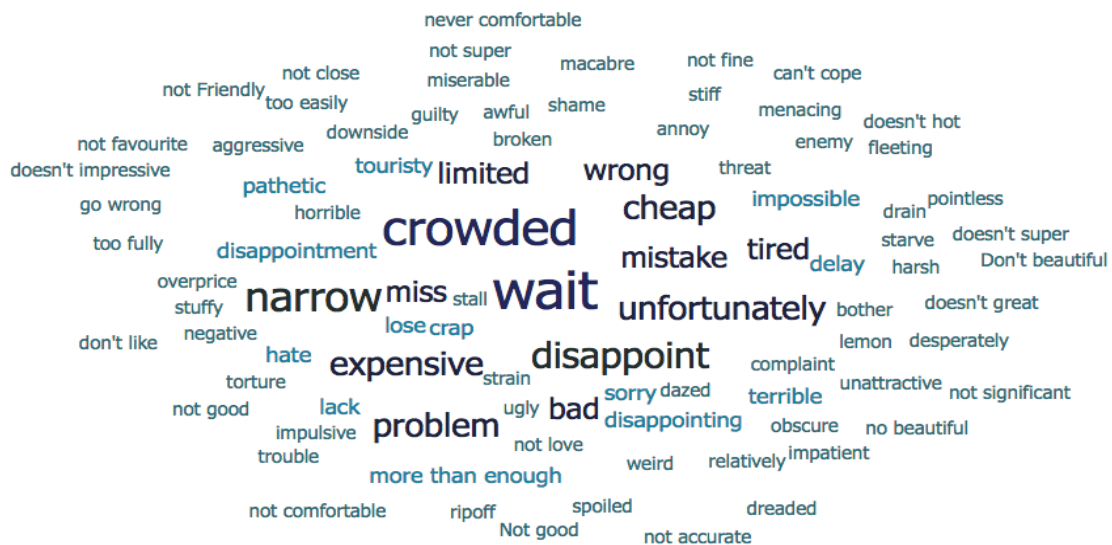 never comfortable
not super
macabre
not fine
not close
miserable
can't cope
not Friendly
too easily
stiff
guilty
awful
shame
menacing
downside
broken
annoy
doesn't hot
not favourite
aggressive
enemy
fleeting
doesn't impressive
touristy
limited
wrong
threat
pathetic
impossible
pointless
go wrong
horrible
cheap
drain
too fully
crowded
starve
doesn't super
disappointment
mistake
tired
delay
harsh
Don't beautiful
overprice
stuffy
narrow
miss
stall
wait
unfortunately
bother
doesn't great
don't like
negative
lose
crap
lemon
desperately
hate
expensive
disappoint
complaint
torture
strain
sorry
dazed
terrible
unattractive
not significant
not good
lack
ugly
bad
disappointing
obscure
no beautiful
impulsive
problem
not love
trouble
weird
relatively
impatient
more than enough
not comfortable
ripoff
spoiled
dreaded
Not good
not accurate